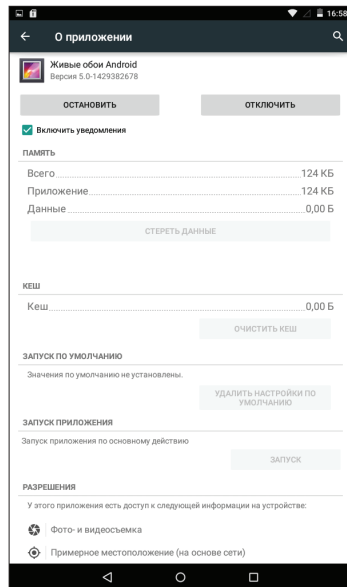 16:58
О приложении
Живые обои Android
Версия 5.0-1429382678
ОСТАНОВИТЬ ОТКЛЮЧИТЬ
Включить уведомления
ПАМЯТЬ
Всего 124 КБ
Приложение 124 КБ
Данные 0,00 Б
СТЕРЕТЬ ДАННЫЕ
КЕШ
Кеш 0,00 Б
ОЧИСТИТЬ КЕШ
ЗАПУСК ПО УМОЛЧАНИЮ
Значения по умолчанию не установлены.
УДАЛИТЬ НАСТРОЙКИ ПО
УМОЛЧАНИЮ
ЗАПУСК ПРИЛОЖЕНИЯ
Запуск приложения по основному действию
ЗАПУСК
РАЗРЕШЕНИЯ
У этого приложения есть доступ к следующей информации на устройстве:
Фото- и видеосъемка
Примерное местоположение (на основе сети)